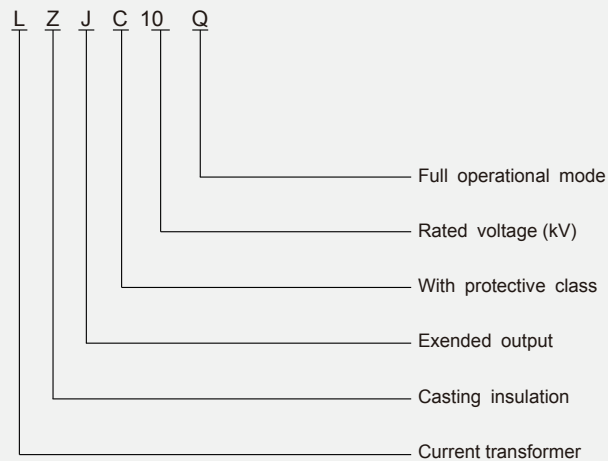 L Z J C 10 Q
Full operational mode
Rated voltage (kV)
With protective class
Exended output
Casting insulation
Current transformer